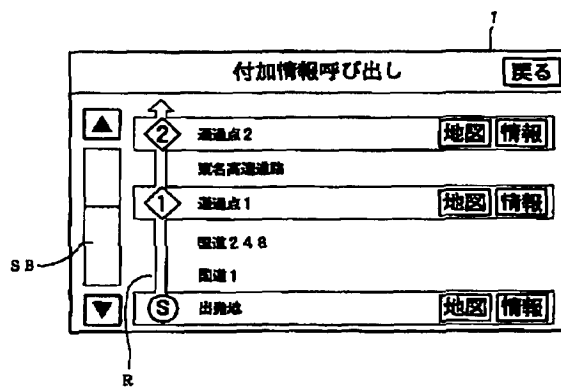 1
付加情報呼び出し 戻る
▲
2 通過点2 地図 情報
東名高速道路
1 通過点1 地図 情報
国道248
SB
国道1
▼ S 出発地 地図 情報
R